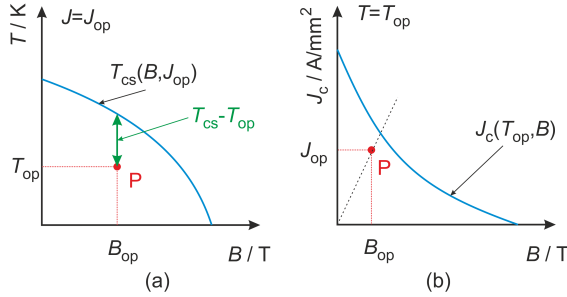 T / K
J=Jop
Tcs(B,Jop)
Tcs-Top
Top
P
Bop
B / T
(a)
Jc / A/mm²
T=Top
Jop
P
Jc(Top,B)
Bop
B / T
(b)